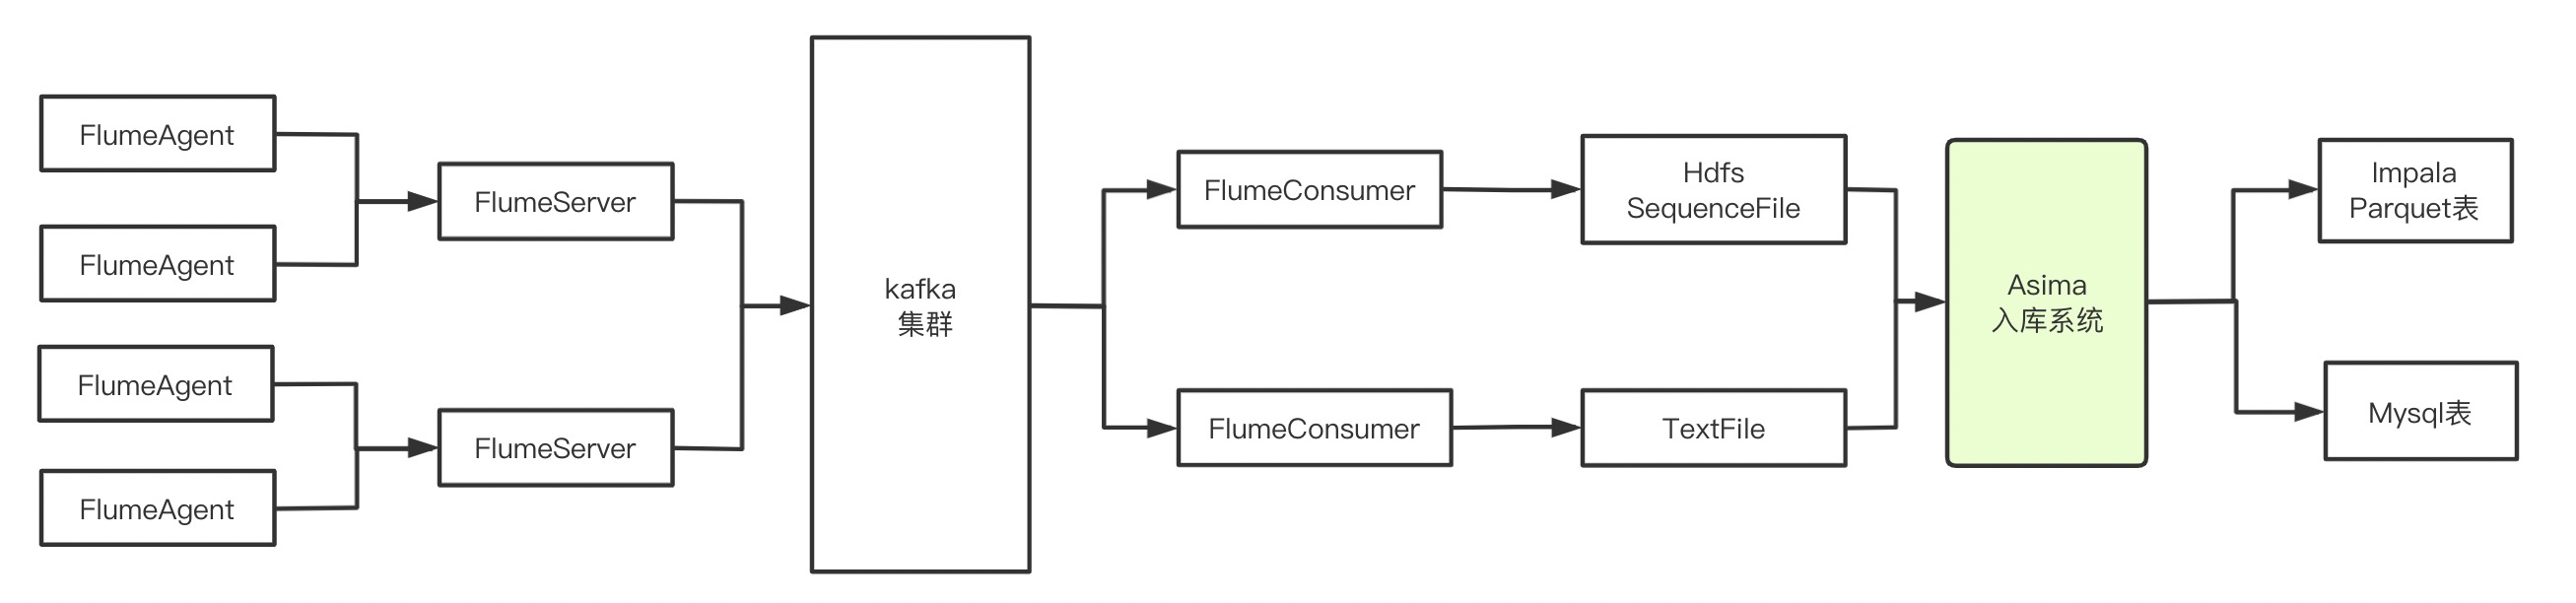 FlumeAgent
FlumeAgent
FlumeAgent
FlumeAgent
FlumeServer
FlumeServer
kafka
集群
FlumeConsumer
FlumeConsumer
Hdfs
SequenceFile
TextFile
Asima
入库系统
Impala
Parquet表
Mysql表